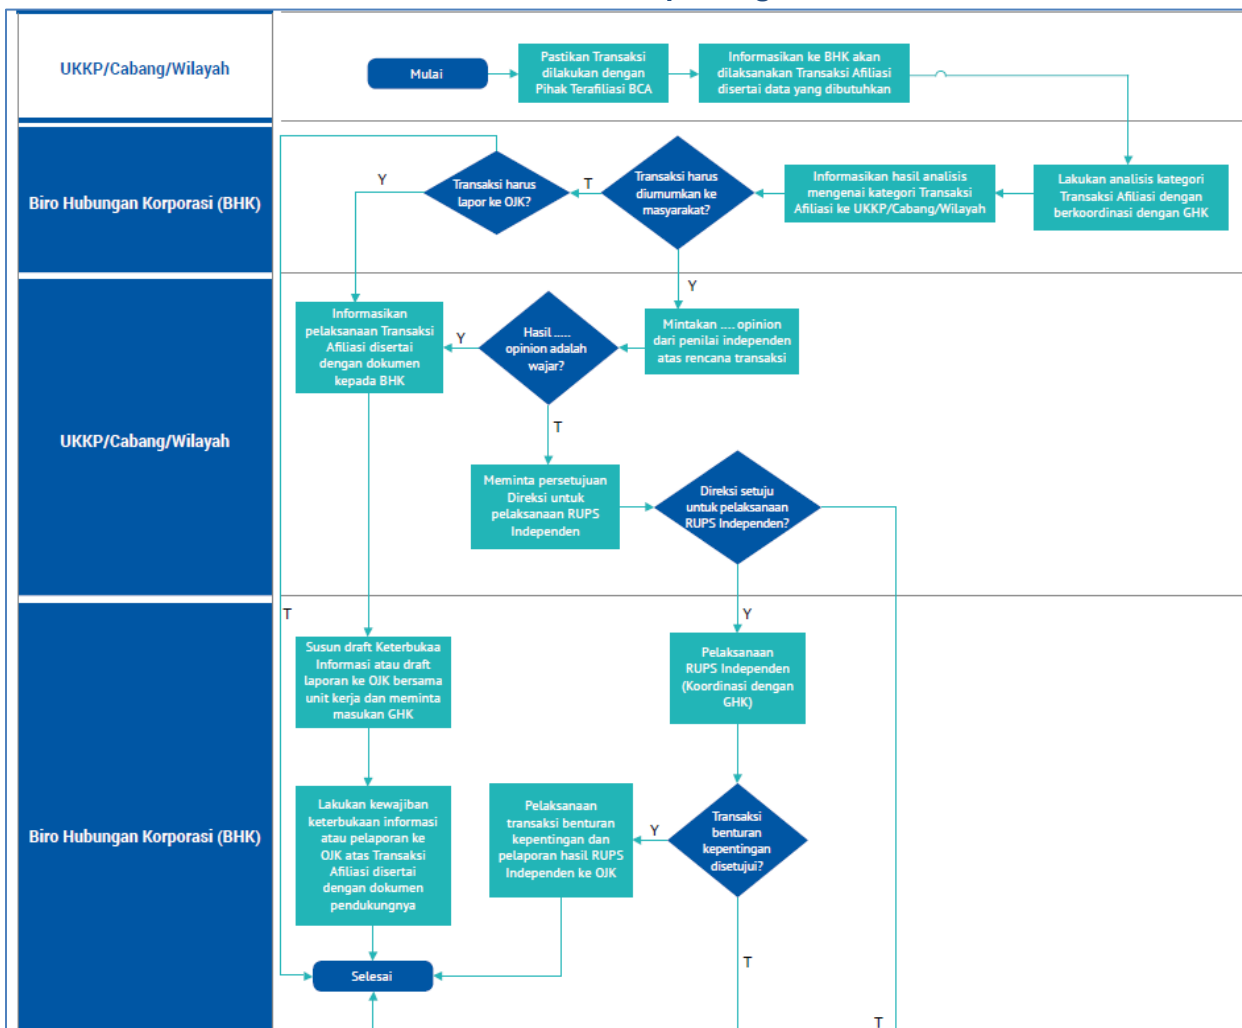 UKKP/Cabang/Wilayah
Mulai
Pastikan Transaksi
dilakukan dengan
Pihak Terafiliasi BCA
Informasikan ke BHK akan
dilaksanakan Transaksi Afiliasi
disertai data yang dibutuhkan
Biro Hubungan Korporasi (BHK)
Y
Transaksi harus
lapor ke OJK?
T
Transaksi harus
diumumkan ke
masyarakat?
Informasikan hasil analisis
mengenai kategori Transaksi
Afiliasi ke UKKP/Cabang/Wilayah
Lakukan analisis kategori
Transaksi Afiliasi dengan
berkoordinasi dengan GHK
Y
UKKP/Cabang/Wilayah
Informasikan
pelaksanaan Transaksi
Afiliasi disertai
dengan dokumen
kepada BHK
Y
Hasil .....
opinion adalah
wajar?
Mintakan .... opinion
dari penilai independen
atas rencana transaksi
T
Meminta persetujuan
Direksi untuk
pelaksanaan RUPS
Independen
Direksi setuju
untuk pelaksanaan
RUPS Independen?
T
Y
Biro Hubungan Korporasi (BHK)
Susun draft Keterbukaa
Informasi atau draft
laporan ke OJK bersama
unit kerja dan meminta
masukan GHK
Pelaksanaan
RUPS Independen
(Koordinasi dengan
GHK)
Lakukan kewajiban
keterbukaan informasi
atau pelaporan ke
OJK atas Transaksi
Afiliasi disertai
dengan dokumen
pendukungnya
Pelaksanaan
transaksi benturan
kepentingan dan
pelaporan hasil RUPS
Independen ke OJK
Y
Transaksi
benturan
kepentingan
disetujui?
Selesai
T
T